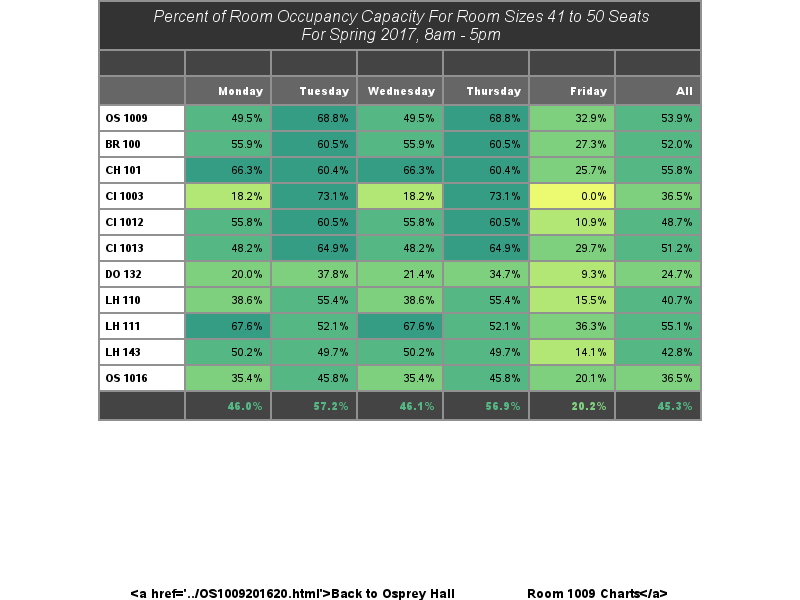 Percent of Room Occupancy Capacity For Room Sizes 41 to 50 Seats
For Spring 2017, 8am - 5pm
Monday Tuesday Wednesday Thursday Friday All
OS 1009 49.5% 68.8% 49.5% 68.8% 32.9% 53.9%
BR 100 55.9% 60.5% 55.9% 60.5% 27.3% 52.0%
CH 101 66.3% 60.4% 66.3% 60.4% 25.7% 55.8%
CI 1003 18.2% 73.1% 18.2% 73.1% 0.0% 36.5%
CI 1012 55.8% 60.5% 55.8% 60.5% 10.9% 48.7%
CI 1013 48.2% 64.9% 48.2% 64.9% 29.7% 51.2%
DO 132 20.0% 37.8% 21.4% 34.7% 9.3% 24.7%
LH 110 38.6% 55.4% 38.6% 55.4% 15.5% 40.7%
LH 111 67.6% 52.1% 67.6% 52.1% 36.3% 55.1%
LH 143 50.2% 49.7% 50.2% 49.7% 14.1% 42.8%
OS 1016 35.4% 45.8% 35.4% 45.8% 20.1% 36.5%
46.0% 57.2% 46.1% 56.9% 20.2% 45.3%
<a href='../OS1009201620.html'>Back to Osprey Hall Room 1009 Charts</a>